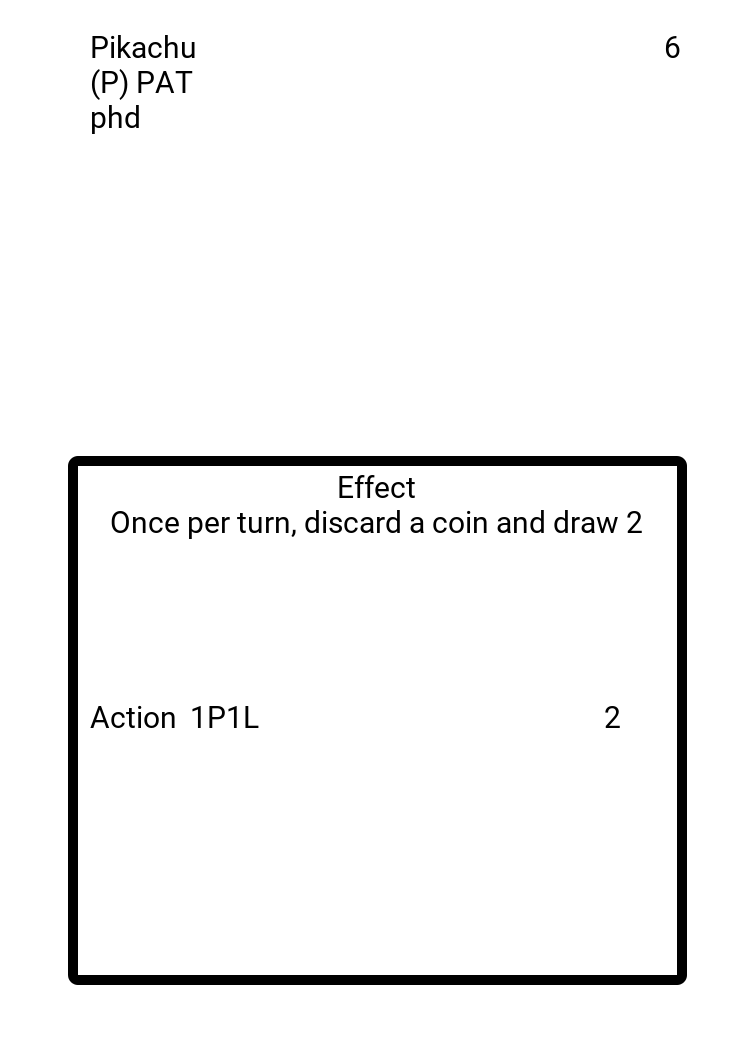 Pikachu 6
(P) PAT
phd
Effect
Once per turn, discard a coin and draw 2
Action 1P1L 2